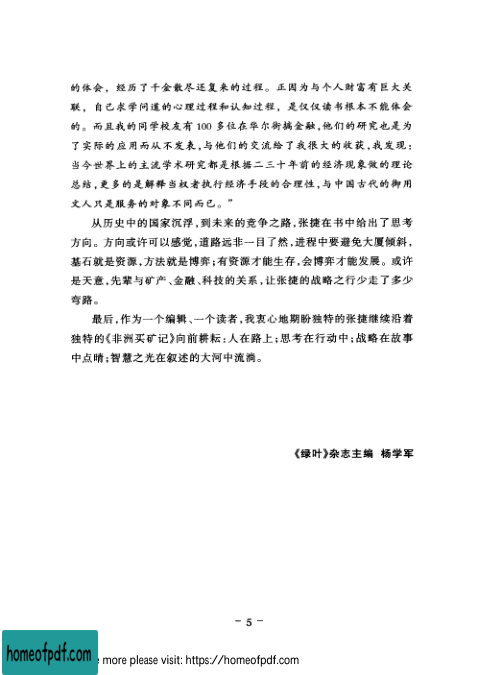 的体会，经历了千金散尽还复来的过程。正因为与个人财富有巨大关
联，自己求学问道的心理过程和认知过程，是仅仅读书根本不能体会
的。而且我的同学校友有 100 多位在华尔街搞金融,他们的研究也是为
了实际的应用而从不发表,与他们的交流给了我很大的收获,我发现:
当今世界上的主流学术研究都是根据二三十年前的经济现象做的理论
总结,更多的是解释当权者执行经济手段的合理性,与中国古代的御用
文人只是服务的对象不同而已。”
从历史中的国家沉浮,到未来的竞争之路,张捷在书中给出了思考
方向。方向或许可以感觉,道路远非一目了然,进程中要避免大厦倾斜,
基石就是资源,方法就是博弈;有资源才能生存,会博弈才能发展。或许
是天意,先辈与矿产、金融、科技的关系,让张捷的战略之行少走了多少
弯路。
最后,作为一个编辑、一个读者,我衷心地期盼独特的张捷继续沿着
独特的《非洲买矿记》向前耕耘:人在路上;思考在行动中;战略在故事
中点睛;智慧之光在叙述的大河中流淌。
《绿叶》杂志主编 杨学军
- 5 -
homeofpdf.com
more please visit: https://homeofpdf.com